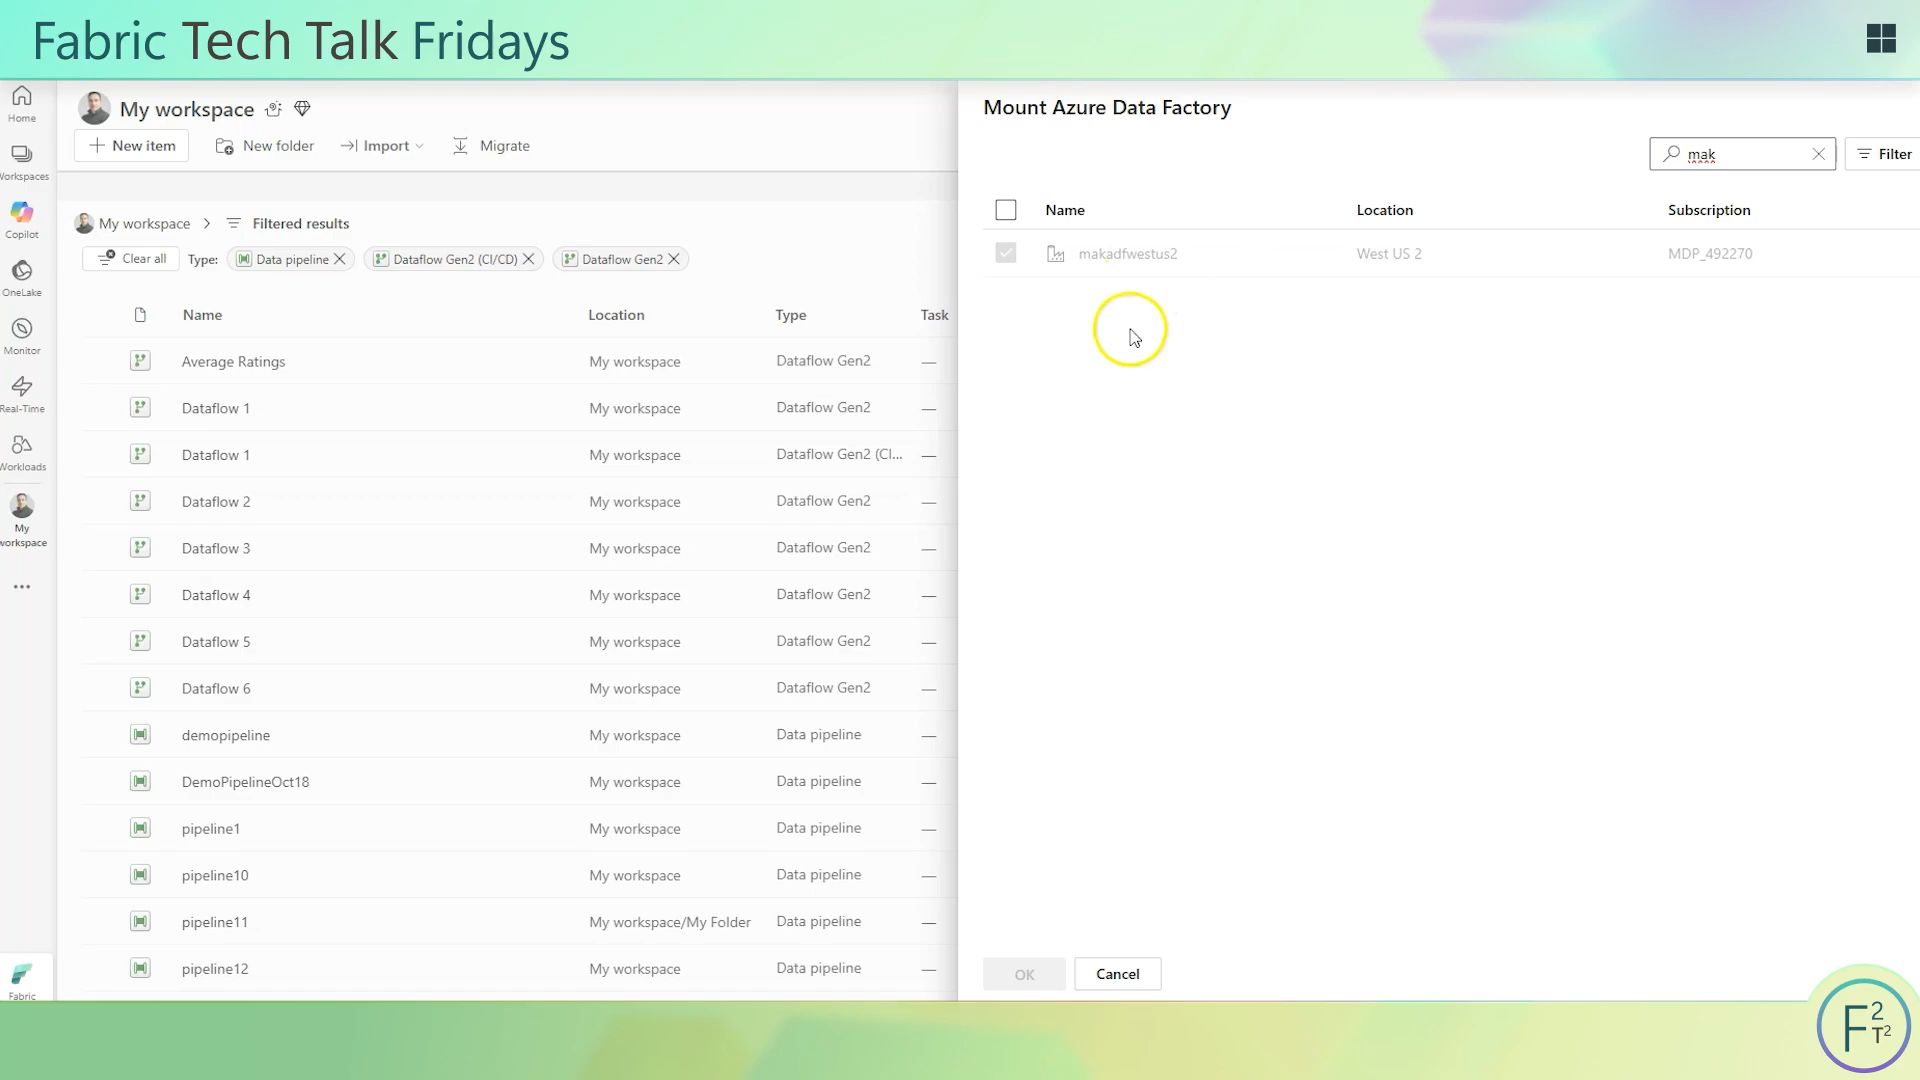 Fabric Tech Talk Fridays
Home
Workspaces
Copilot
OneLake
Monitor
Real-Time
Workloads
My
workspace
Fabric
My workspace
New item
New folder
Import
Migrate
My workspace > Filtered results
Clear all Type: Data pipeline Dataflow Gen2 (CI/CD) Dataflow Gen2
Name Location Type Task
Average Ratings My workspace Dataflow Gen2 —
Dataflow 1 My workspace Dataflow Gen2 —
Dataflow 1 My workspace Dataflow Gen2 (CI... —
Dataflow 2 My workspace Dataflow Gen2 —
Dataflow 3 My workspace Dataflow Gen2 —
Dataflow 4 My workspace Dataflow Gen2 —
Dataflow 5 My workspace Dataflow Gen2 —
Dataflow 6 My workspace Dataflow Gen2 —
demopipeline My workspace Data pipeline —
DemoPipelineOct18 My workspace Data pipeline —
pipeline1 My workspace Data pipeline —
pipeline10 My workspace Data pipeline —
pipeline11 My workspace/My Folder Data pipeline —
pipeline12 My workspace Data pipeline —
Mount Azure Data Factory
mak
Filter
Name Location Subscription
makadfwestus2 West US 2 MDP_492270
OK Cancel
F2T2